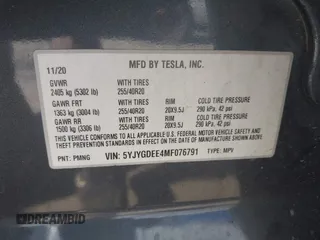 MFD BY TESLA, INC.
11/20
GVWR WITH TIRES
2405 kg (5302 lb) 255/40R20
GAWR FRT WITH TIRES RIM COLD TIRE PRESSURE
1363 kg (3004 lb) 255/40R20 20X9.5J 290 kPa, 42 psi
GAWR RR WITH TIRES RIM COLD TIRE PRESSURE
1500 kg (3306 lb) 255/40R20 20X9.5J 290 kPa, 42 psi
THIS VEHICLE CONFORMS TO ALL APPLICABLE U.S. FEDERAL MOTOR VEHICLE SAFETY AND
THEFT PREVENTION STANDARDS IN EFFECT ON THE DATE OF MANUFACTURE SHOWN ABOVE.
PNT: PMNG VIN: 5YJYGDEE4MF076791 TYPE: MPV
DREAMBID